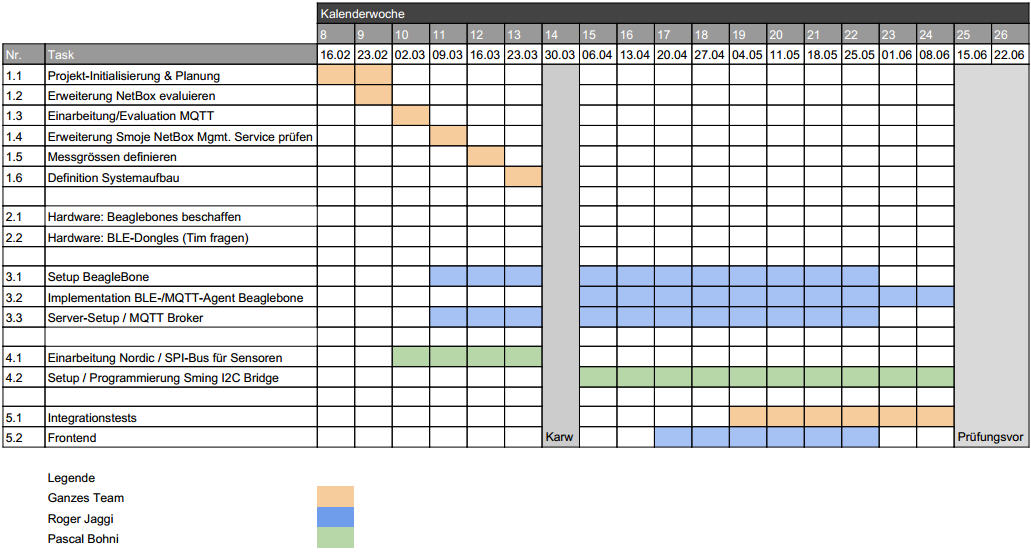 Kalenderwoche
8 9 10 11 12 13 14 15 16 17 18 19 20 21 22 23 24 25 26
Nr. Task 16.02 23.02 02.03 09.03 16.03 23.03 30.03 06.04 13.04 20.04 27.04 04.05 11.05 18.05 25.05 01.06 08.06 15.06 22.06
1.1 Projekt-Initialisierung & Planung
1.2 Erweiterung NetBox evaluieren
1.3 Einarbeitung/Evaluation MQTT
1.4 Erweiterung Smoje NetBox Mgmt. Service prüfen
1.5 Messgrössen definieren
1.6 Definition Systemaufbau
2.1 Hardware: Beaglebones beschaffen
2.2 Hardware: BLE-Dongles (Tim fragen)
3.1 Setup BeagleBone
3.2 Implementation BLE-/MQTT-Agent Beaglebone
3.3 Server-Setup / MQTT Broker
4.1 Einarbeitung Nordic / SPI-Bus für Sensoren
4.2 Setup / Programmierung Sming I2C Bridge
5.1 Integrationstests
5.2 Frontend Karw Prüfungsvor
Legende
Ganzes Team
Roger Jaggi
Pascal Bohni